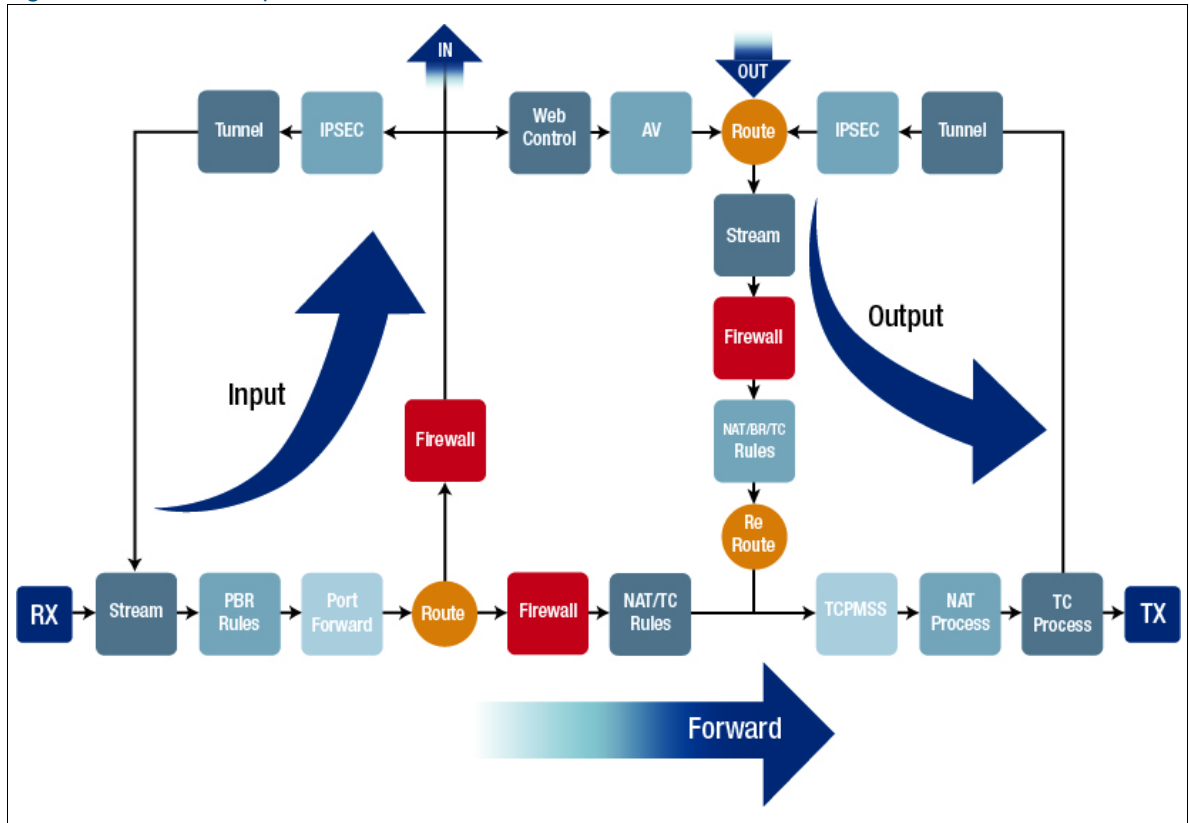 IN
OUT
Tunnel
IPSEC
Web
Control
AV
Route
IPSEC
Tunnel
Stream
Firewall
Output
Input
Firewall
NAT/BR/TC
Rules
Re
Route
RX
Stream
PBR
Rules
Port
Forward
Route
Firewall
NAT/TC
Rules
TCPMSS
NAT
Process
TC
Process
TX
Forward